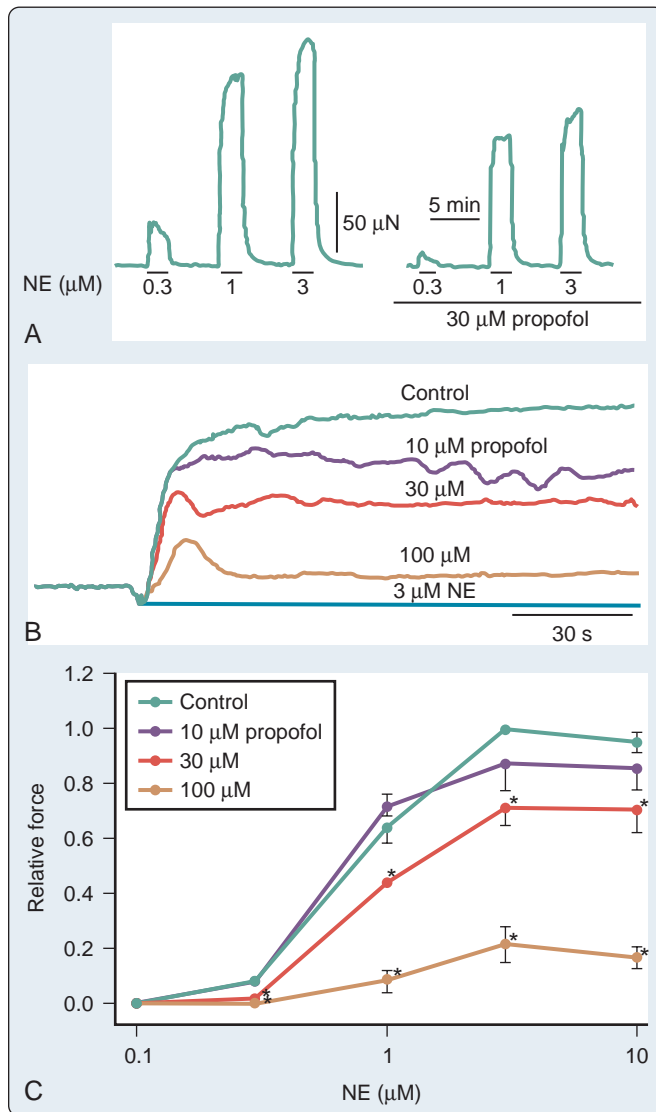 50 μN
5 min
NE (μM)
0.3 1 3 0.3 1 3
30 μM propofol
A
Control
10 μM propofol
30 μM
100 μM
3 μM NE
B
30 s
1.2
1.0
0.8
0.6
0.4
0.2
0.0
Relative force
Control
10 μM propofol
30 μM
100 μM
*
*
*
*
*
*
*
*
0.1 1 10
C
NE (μM)